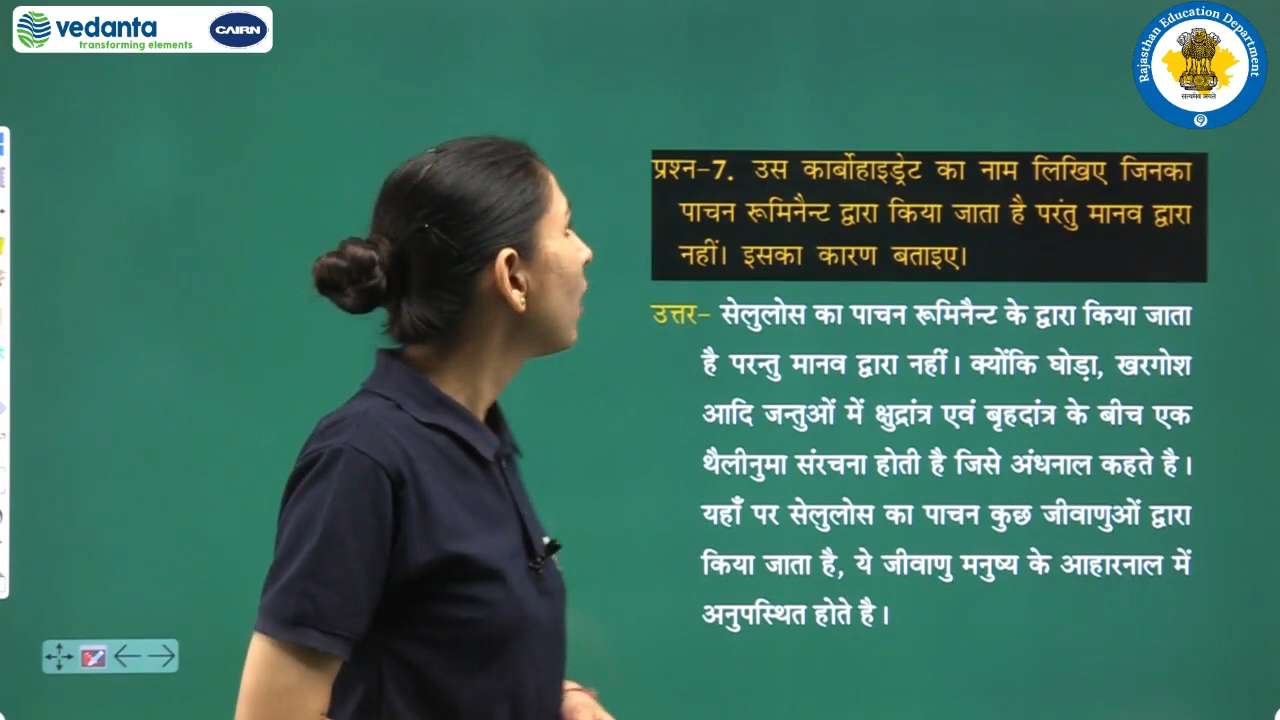 vedanta
transforming elements
CAIRN
Rajasthan Education Department
सत्यमेव जयते
प्रश्न-7. उस कार्बोहाइड्रेट का नाम लिखिए जिनका
पाचन रूमिनैन्ट द्वारा किया जाता है परंतु मानव द्वारा
नहीं। इसका कारण बताइए।
उत्तर- सेलुलोस का पाचन रूमिनैन्ट के द्वारा किया जाता
है परन्तु मानव द्वारा नहीं। क्योंकि घोड़ा, खरगोश
आदि जन्तुओं में क्षुद्रांत्र एवं बृहदांत्र के बीच एक
थैलीनुमा संरचना होती है जिसे अंधनाल कहते है।
यहाँ पर सेलुलोस का पाचन कुछ जीवाणुओं द्वारा
किया जाता है, ये जीवाणु मनुष्य के आहारनाल में
अनुपस्थित होते है।